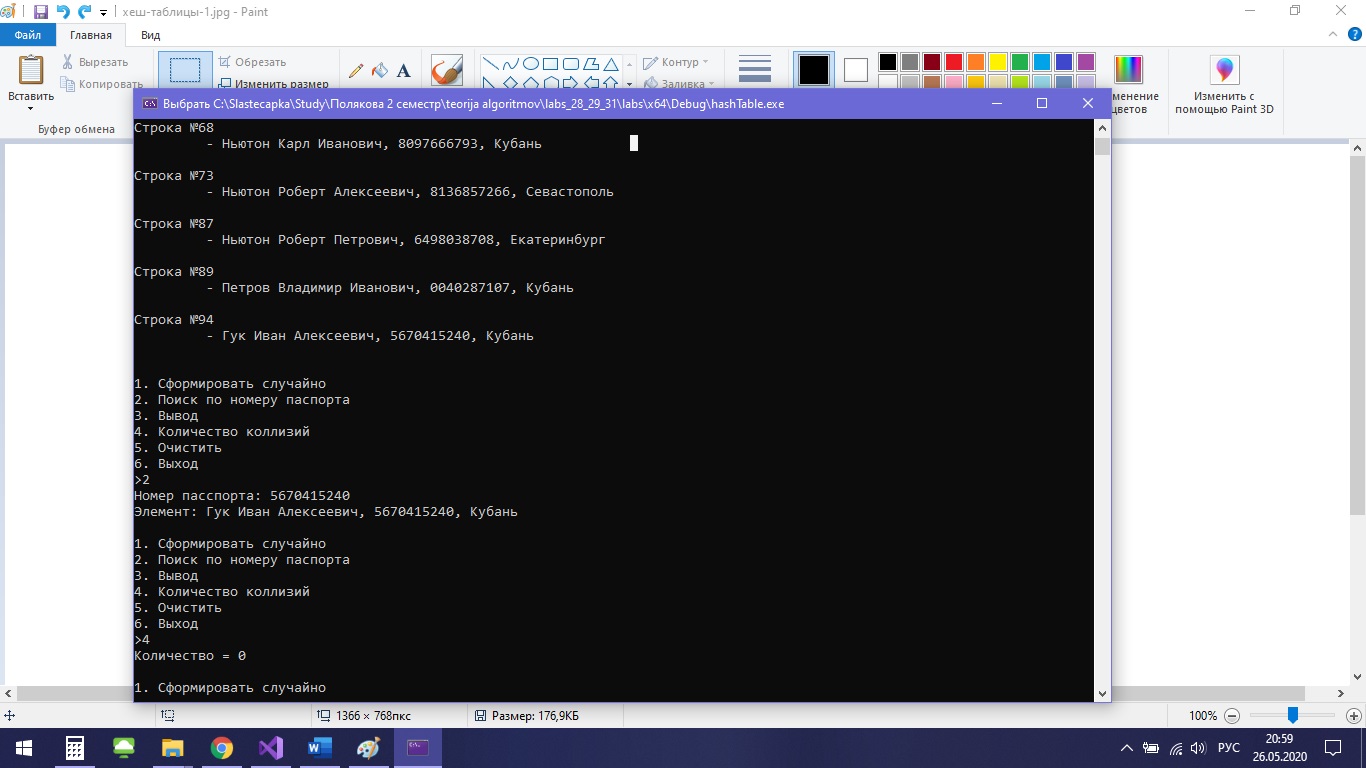 хеш-таблицы-1.jpg - Paint
Файл Главная Вид
Вырезать
Копировать
Вставить
Буфер обмена
Обрезать
Изменить размер
Контур
Заливка
Изменить с помощью Paint 3D
Выбрать C:\Slastecapka\Study\Полякова 2 семестр\teorija algoritmov\labs_28_29_31\labs\x64\Debug\hashTable.exe
Строка №68
- Ньютон Карл Иванович, 8097666793, Кубань
Строка №73
- Ньютон Роберт Алексеевич, 8136857266, Севастополь
Строка №87
- Ньютон Роберт Петрович, 6498038708, Екатеринбург
Строка №89
- Петров Владимир Иванович, 0040287107, Кубань
Строка №94
- Гук Иван Алексеевич, 5670415240, Кубань
1. Сформировать случайно
2. Поиск по номеру паспорта
3. Вывод
4. Количество коллизий
5. Очистить
6. Выход
>2
Номер пасспорта: 5670415240
Элемент: Гук Иван Алексеевич, 5670415240, Кубань
1. Сформировать случайно
2. Поиск по номеру паспорта
3. Вывод
4. Количество коллизий
5. Очистить
6. Выход
>4
Количество = 0
1. Сформировать случайно
1366 × 768пкс
Размер: 176,9КБ
100%
РУС
20:59
26.05.2020